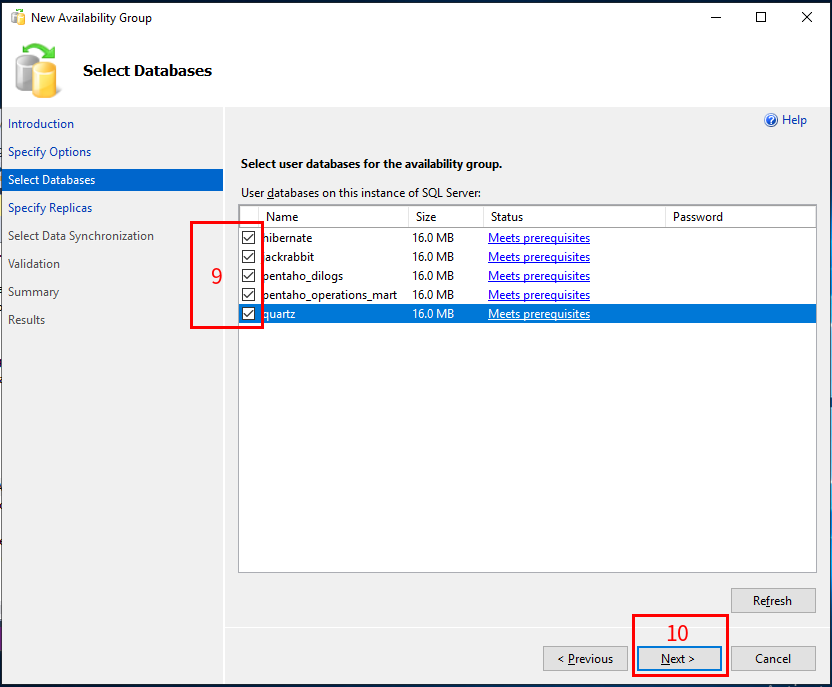 New Availability Group
Select Databases
Introduction
Specify Options
Select Databases
Specify Replicas
Select Data Synchronization
Validation
Summary
Results
Help
Select user databases for the availability group.
User databases on this instance of SQL Server:
Name Size Status Password
hibernate 16.0 MB Meets prerequisites
jackrabbit 16.0 MB Meets prerequisites
pentaho_dilogs 16.0 MB Meets prerequisites
pentaho_operations_mart 16.0 MB Meets prerequisites
quartz 16.0 MB Meets prerequisites
9
Refresh
10
< Previous Next > Cancel